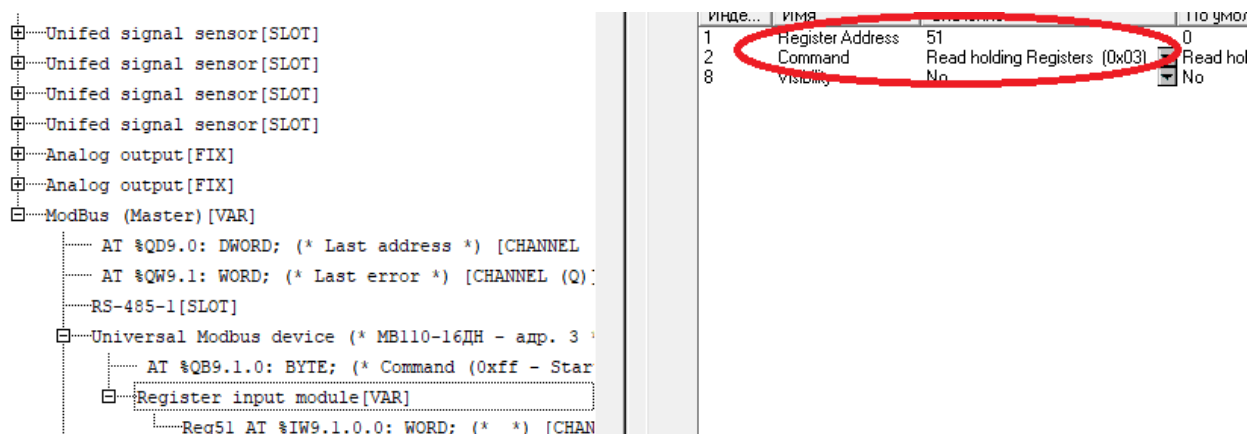 Unifed signal sensor[SLOT]
Unifed signal sensor[SLOT]
Unifed signal sensor[SLOT]
Unifed signal sensor[SLOT]
Analog output[FIX]
Analog output[FIX]
ModBus (Master)[VAR]
AT %QD9.0: DWORD; (* Last address *) [CHANNEL
AT %QW9.1: WORD; (* Last error *) [CHANNEL (Q)]
RS-485-1[SLOT]
Universal Modbus device (* МВ110-16ДН - адр. 3 *
AT %QB9.1.0: BYTE; (* Command (0xff - Star
Register input module[VAR]
Reg51 AT %IW9.1.0.0: WORD; (* *) [CHAN
Инде... Имя По умол
1 Register Address 51 0
2 Command Read holding Registers (0x03) Read hol
8 Visibility No No